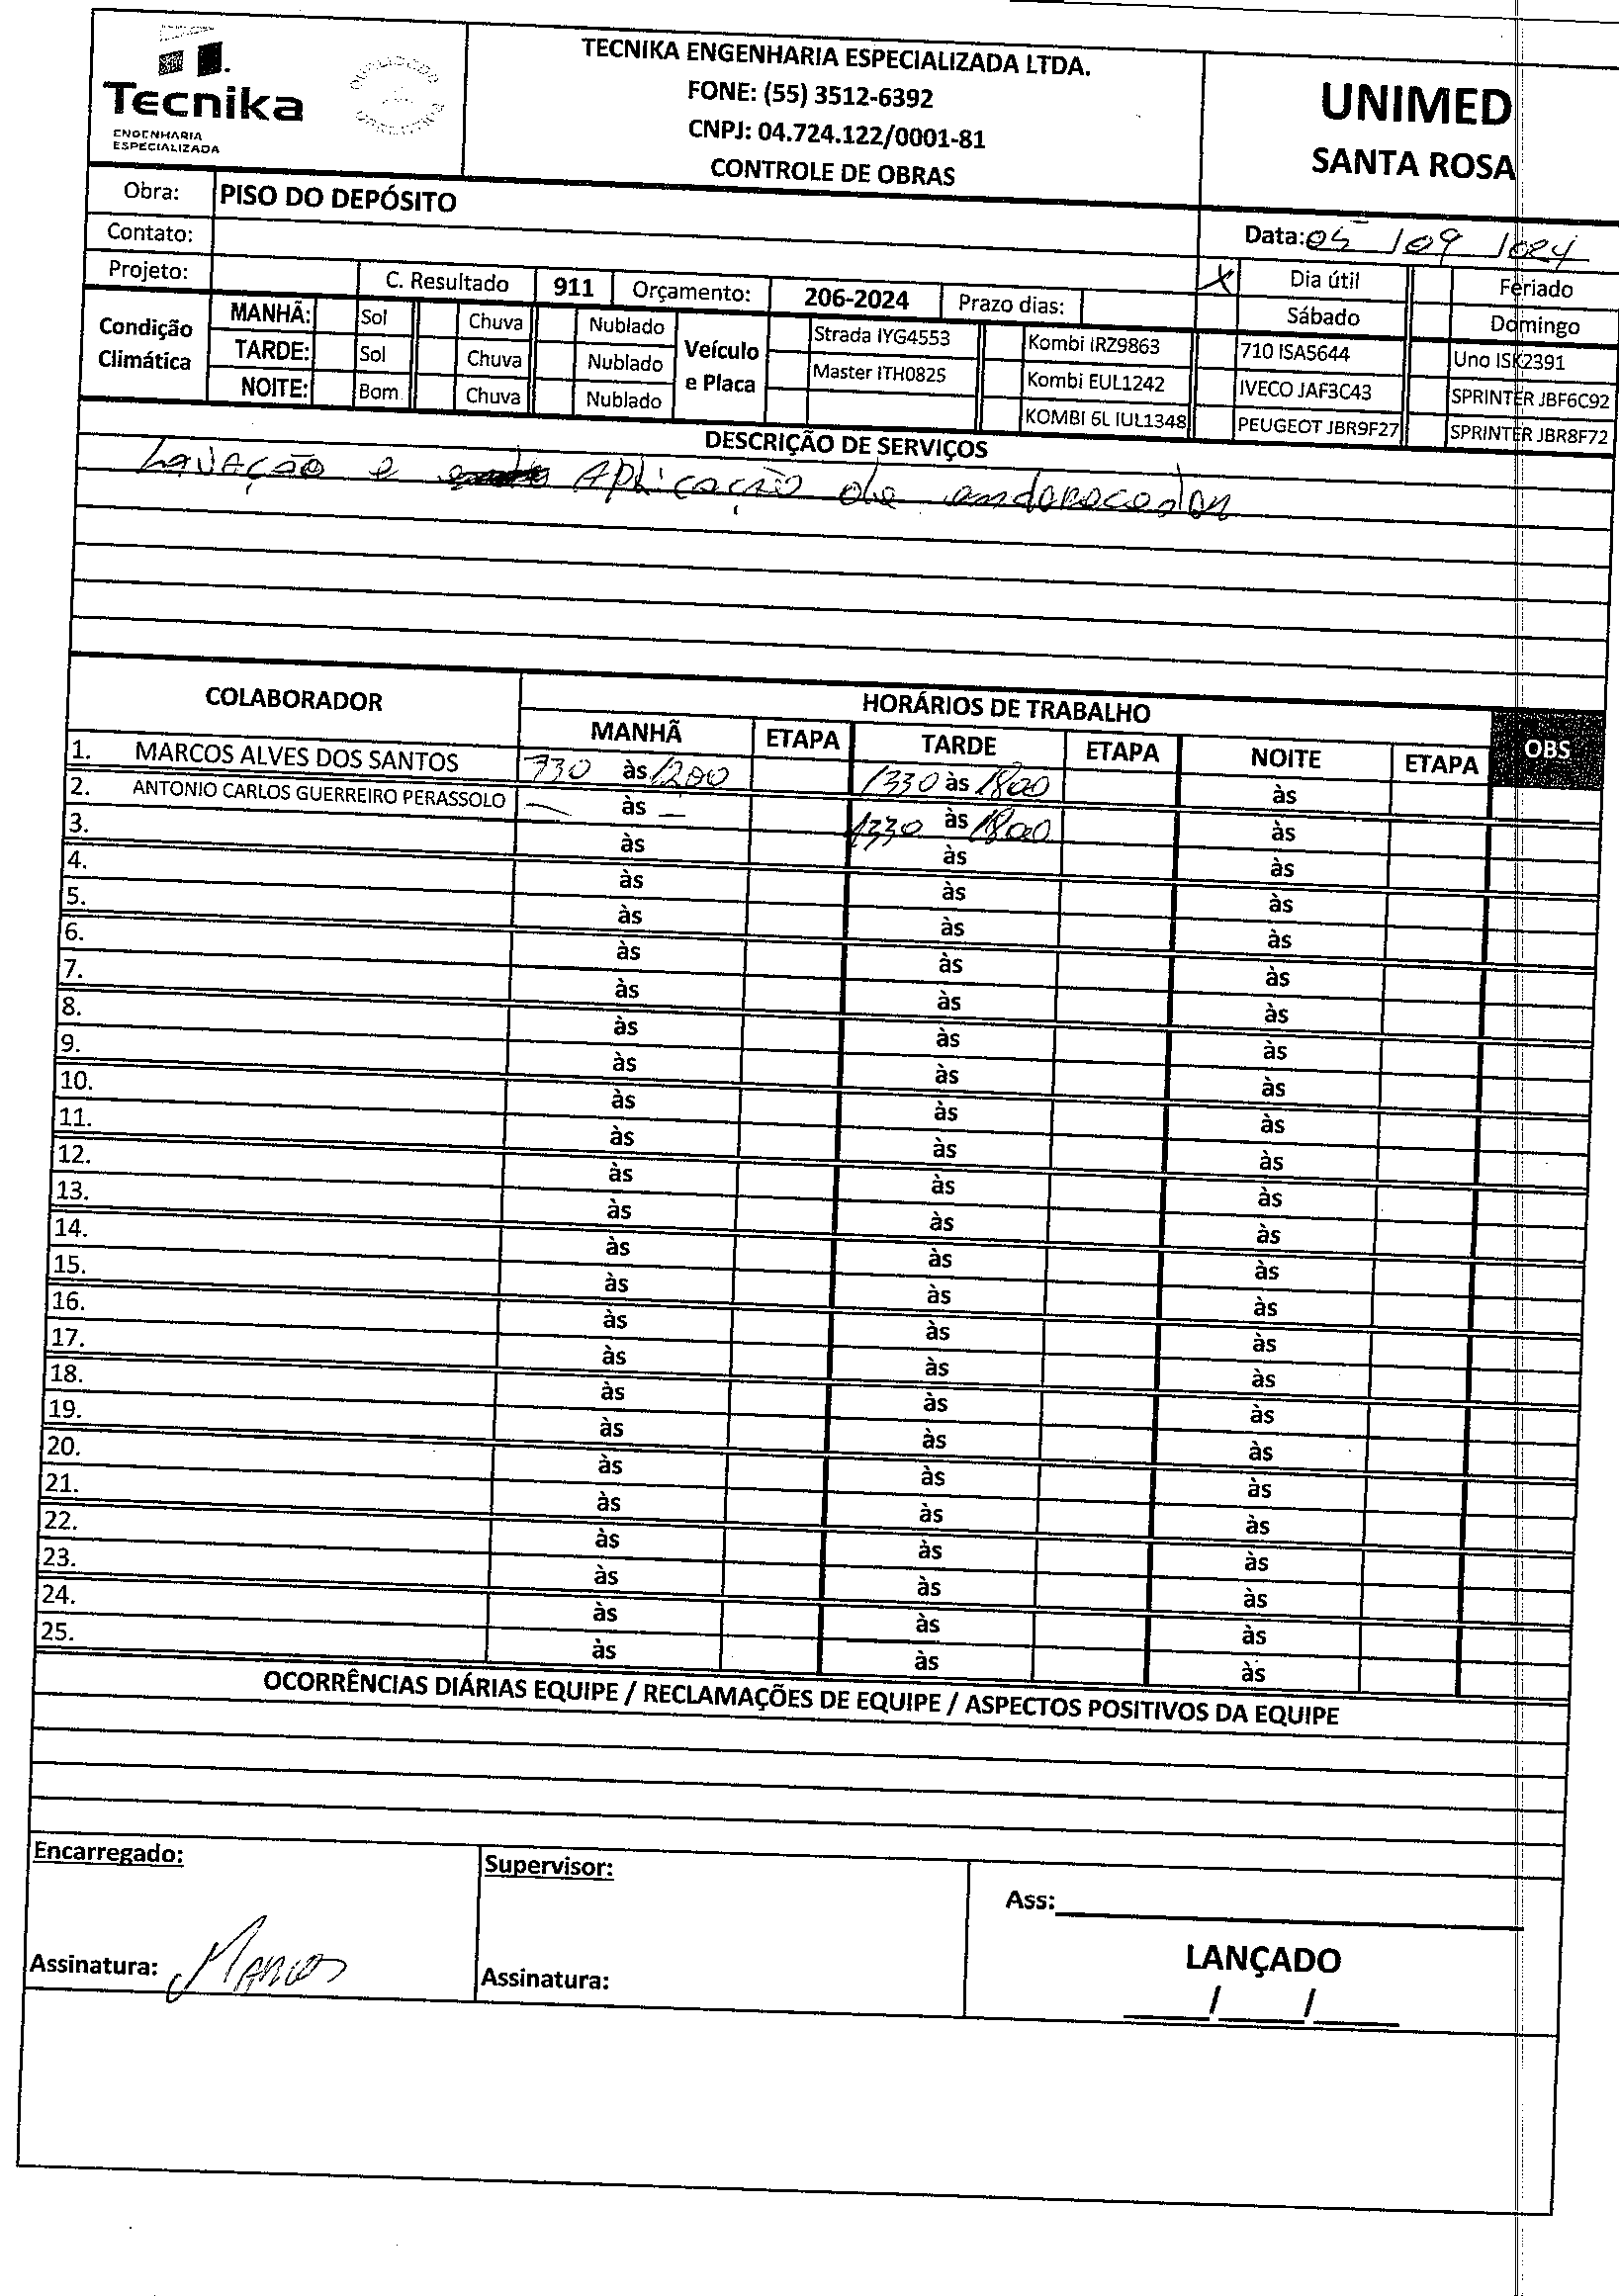 Tecnika
ENGENHARIA
ESPECIALIZADA
TECNIKA ENGENHARIA ESPECIALIZADA LTDA.
FONE: (55) 3512-6392
CNPJ: 04.724.122/0001-81
CONTROLE DE OBRAS
UNIMED
SANTA ROSA
Obra: PISO DO DEPÓSITO
Contato:
Data: 05/09/024
Projeto: C. Resultado 911 Orçamento: 206-2024 Prazo dias: X Dia útil Feriado
Sábado Domingo
Condição Climática
MANHÃ: Sol Chuva Nublado
TARDE: Sol Chuva Nublado
NOITE: Bom Chuva Nublado
Veículo e Placa
Strada IYG4553 Kombi IRZ9863 710 ISA5644 Uno ISK2391
Master ITH0825 Kombi EUL1242 IVECO JAF3C43 SPRINTER JBF6C92
KOMBI 6L IUL1348 PEUGEOT JBR9F27 SPRINTER JBR8F72
DESCRIÇÃO DE SERVIÇOS
Lavação e Aplicação de
COLABORADOR HORÁRIOS DE TRABALHO OBS
MANHÃ ETAPA TARDE ETAPA NOITE ETAPA
1. MARCOS ALVES DOS SANTOS 730 às 1200 1330 às 1800 às
2. ANTONIO CARLOS GUERREIRO PERASSOLO — às — 1330 às 1800 às
3. às às às
4. às às às
5. às às às
6. às às às
7. às às às
8. às às às
9. às às às
10. às às às
11. às às às
12. às às às
13. às às às
14. às às às
15. às às às
16. às às às
17. às às às
18. às às às
19. às às às
20. às às às
21. às às às
22. às às às
23. às às às
24. às às às
25. às às às
OCORRÊNCIAS DIÁRIAS EQUIPE / RECLAMAÇÕES DE EQUIPE / ASPECTOS POSITIVOS DA EQUIPE
Encarregado:
Assinatura: Marcos
Supervisor:
Assinatura:
Ass:
LANÇADO
/ /